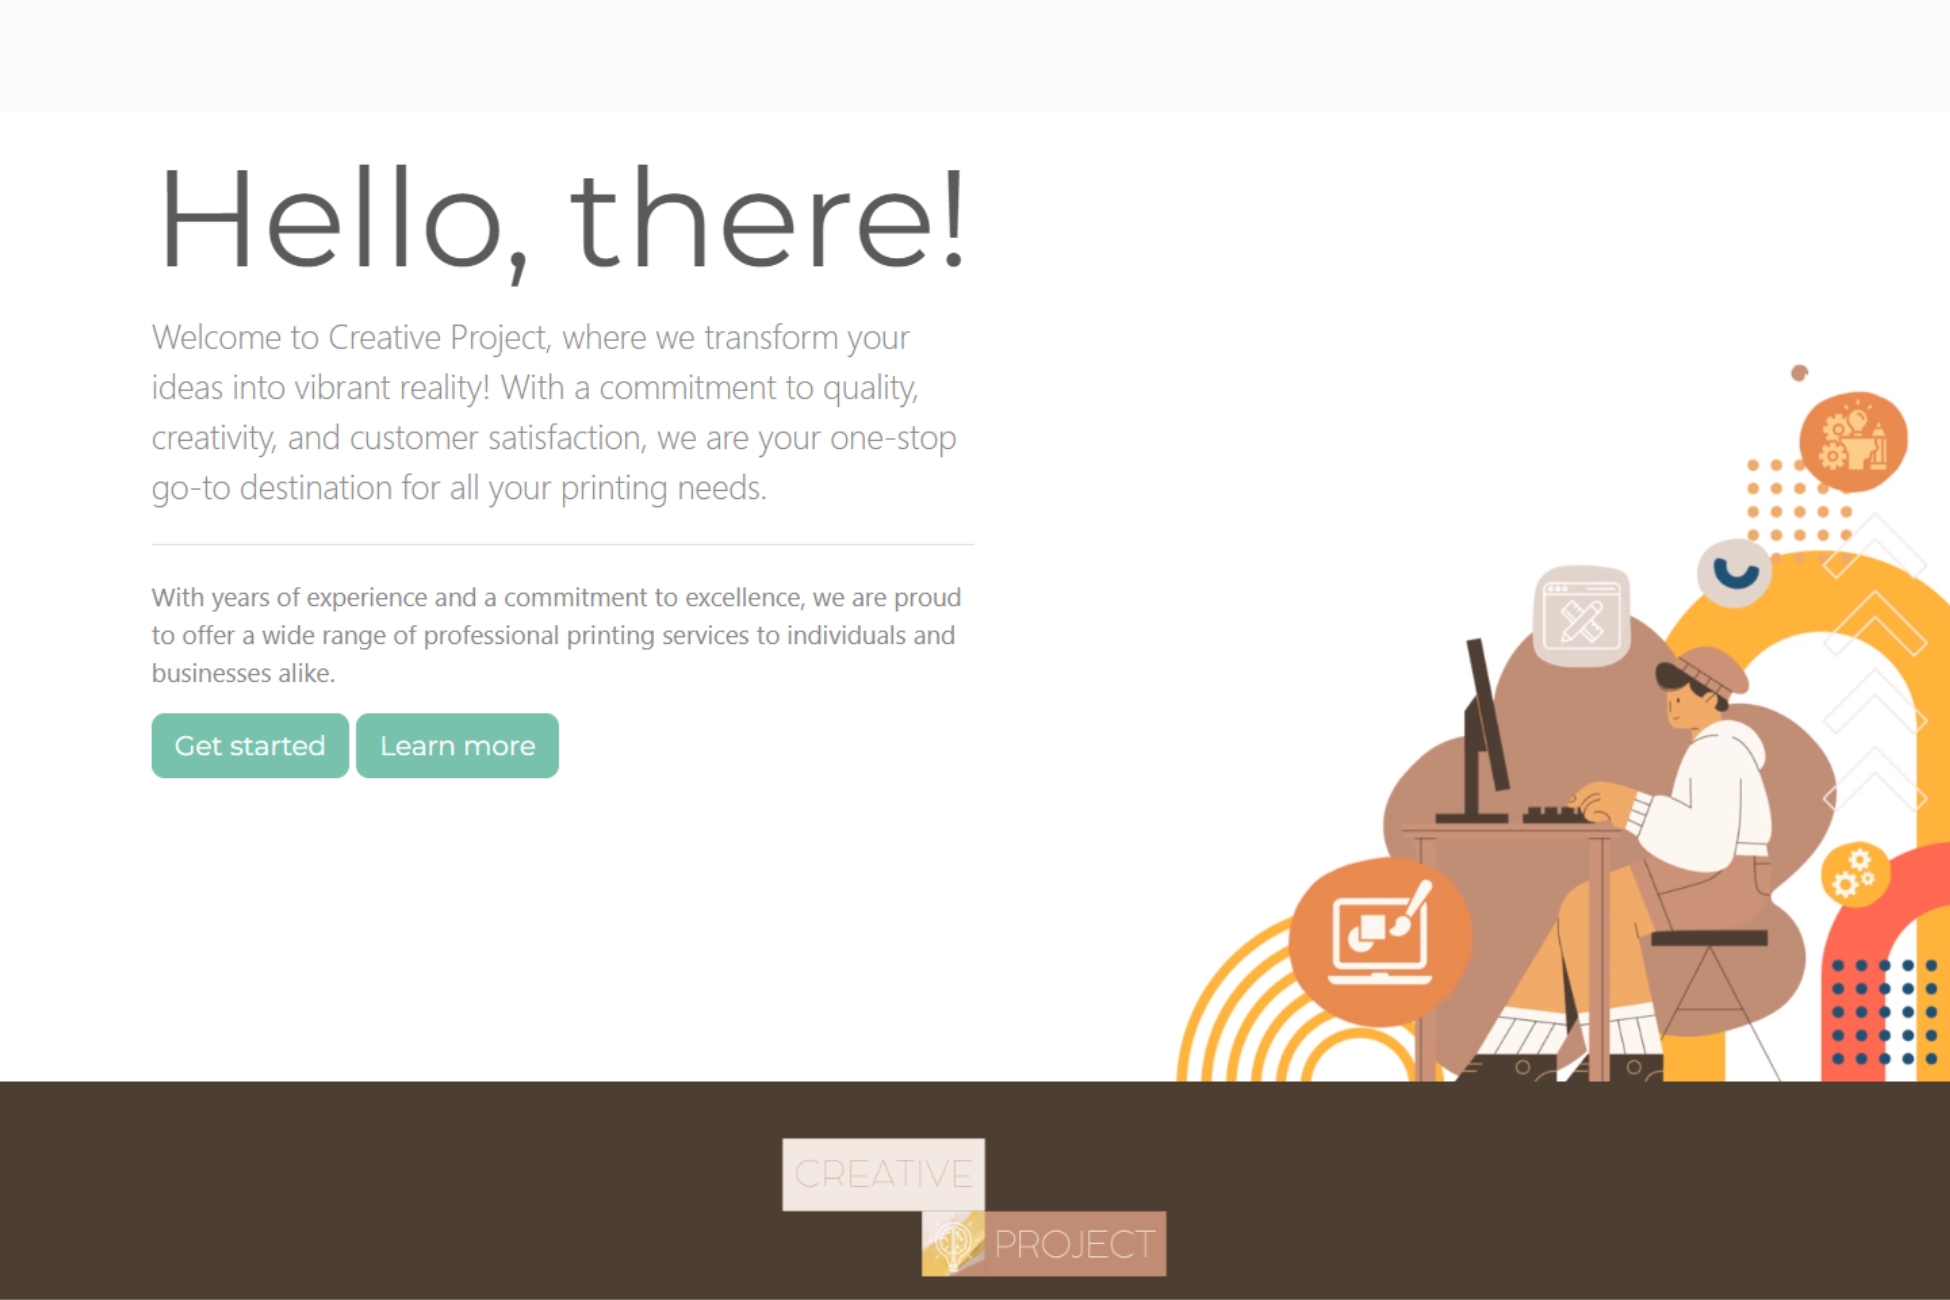 Hello, there!
Welcome to Creative Project, where we transform your
ideas into vibrant reality! With a commitment to quality,
creativity, and customer satisfaction, we are your one-stop
go-to destination for all your printing needs.
With years of experience and a commitment to excellence, we are proud
to offer a wide range of professional printing services to individuals and
businesses alike.
Get started Learn more
CREATIVE
PROJECT